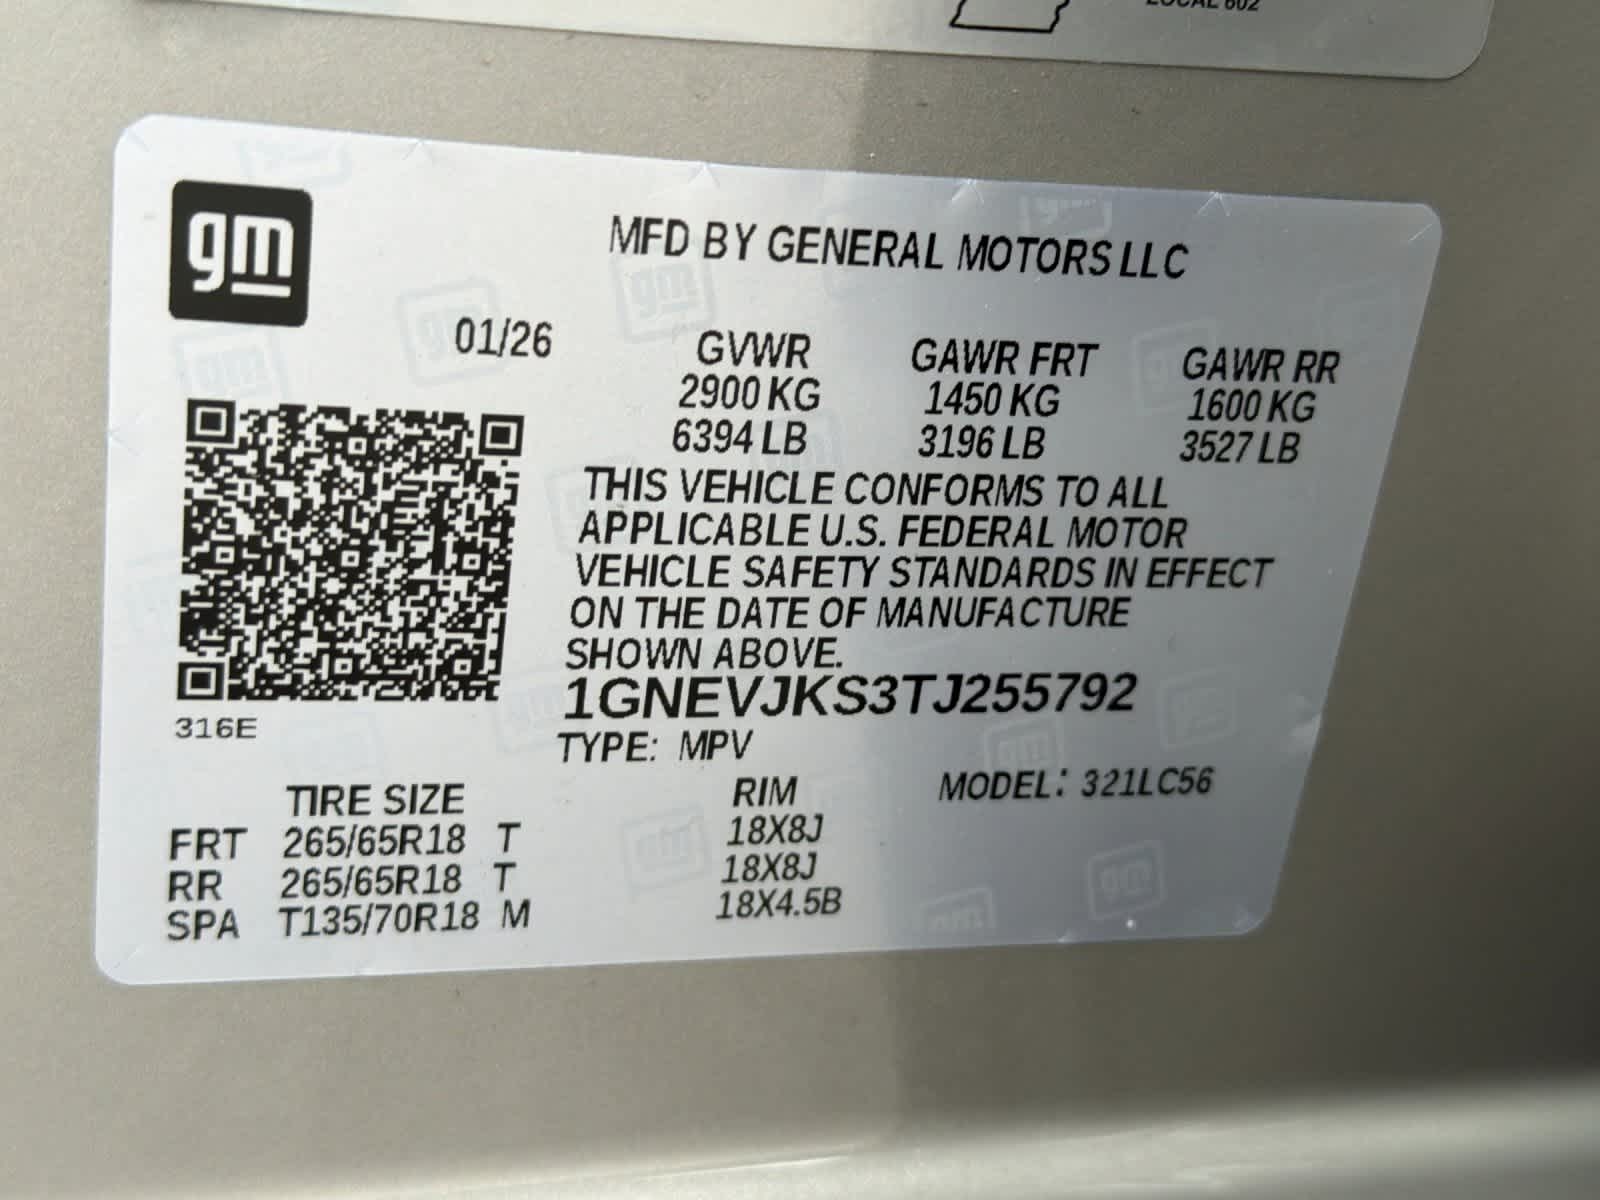 LOCAL 602
gm
MFD BY GENERAL MOTORS LLC
01/26
GVWR GAWR FRT GAWR RR
2900 KG 1450 KG 1600 KG
6394 LB 3196 LB 3527 LB
THIS VEHICLE CONFORMS TO ALL
APPLICABLE U.S. FEDERAL MOTOR
VEHICLE SAFETY STANDARDS IN EFFECT
ON THE DATE OF MANUFACTURE
SHOWN ABOVE.
1GNEVJKS3TJ255792
316E
TYPE: MPV
MODEL: 321LC56
TIRE SIZE RIM
FRT 265/65R18 T 18X8J
RR 265/65R18 T 18X8J
SPA T135/70R18 M 18X4.5B